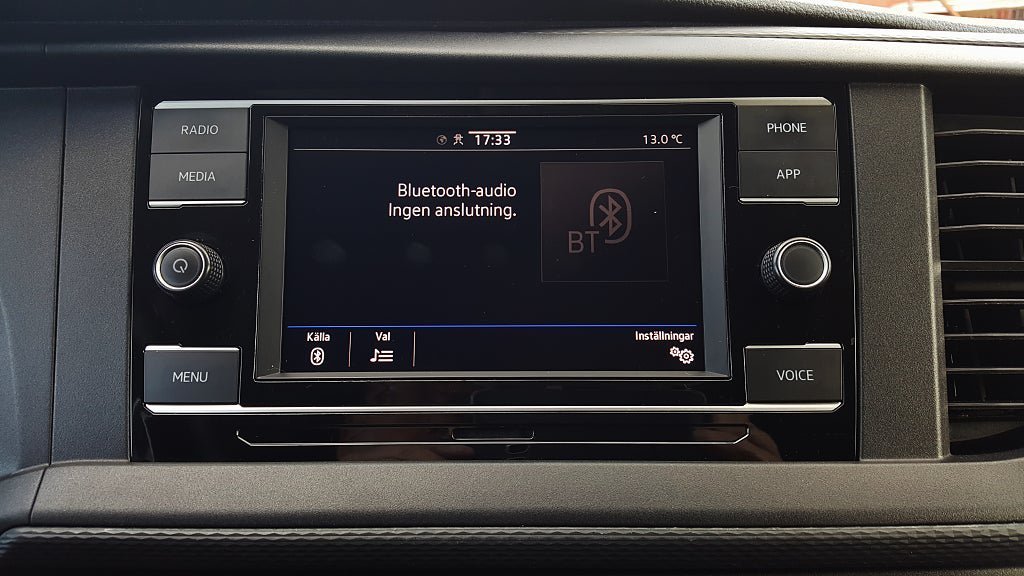 RADIO
MEDIA
MENU
17:33
13.0 °C
Bluetooth-audio
Ingen anslutning.
BT
Källa
Val
Inställningar
PHONE
APP
VOICE